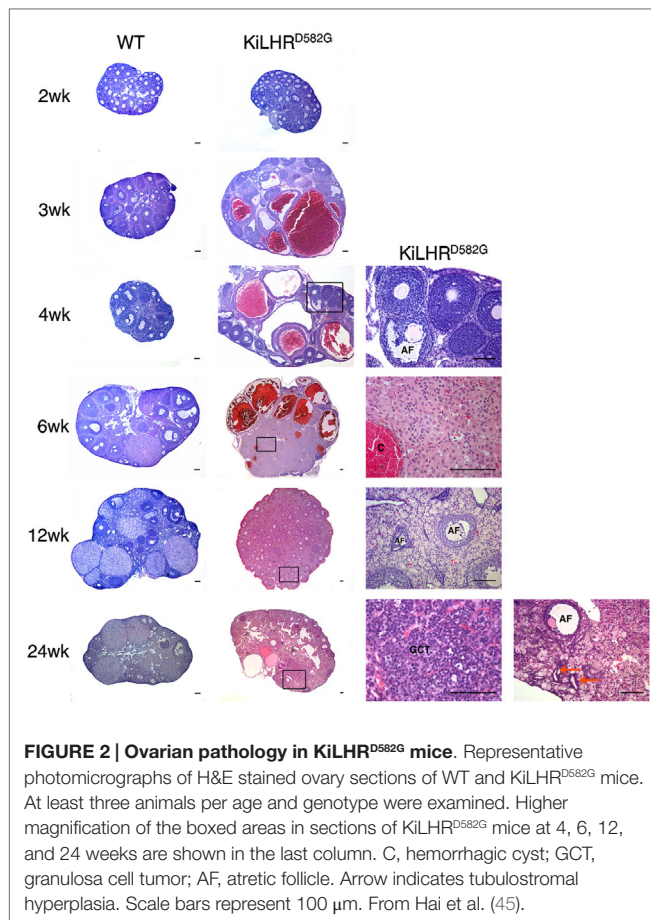 WT KiLHR^D582G
2wk
3wk
KiLHR^D582G
4wk
AF
6wk
C
12wk
AF AF
24wk
GCT AF
FIGURE 2 | Ovarian pathology in KiLHR^D582G mice. Representative
photomicrographs of H&E stained ovary sections of WT and KiLHR^D582G mice.
At least three animals per age and genotype were examined. Higher
magnification of the boxed areas in sections of KiLHR^D582G mice at 4, 6, 12,
and 24 weeks are shown in the last column. C, hemorrhagic cyst; GCT,
granulosa cell tumor; AF, atretic follicle. Arrow indicates tubulostromal
hyperplasia. Scale bars represent 100 μm. From Hai et al. (45).